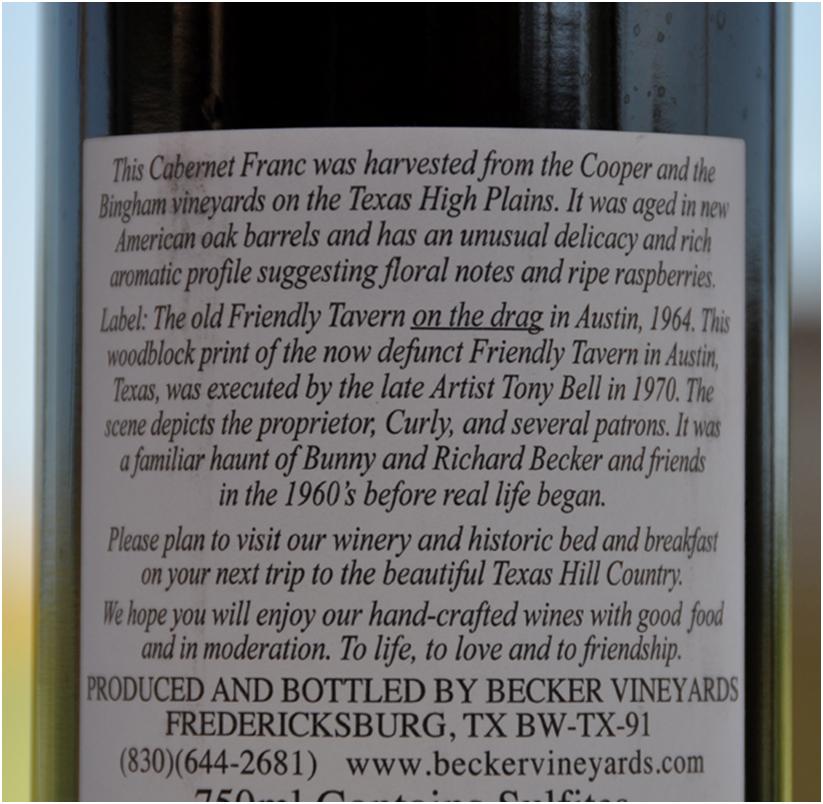 This Cabernet Franc was harvested from the Cooper and the
Bingham vineyards on the Texas High Plains. It was aged in new
American oak barrels and has an unusual delicacy and rich
aromatic profile suggesting floral notes and ripe raspberries.
Label: The old Friendly Tavern on the drag in Austin, 1964. This
woodblock print of the now defunct Friendly Tavern in Austin,
Texas, was executed by the late Artist Tony Bell in 1970. The
scene depicts the proprietor, Curly, and several patrons. It was
a familiar haunt of Bunny and Richard Becker and friends
in the 1960's before real life began.
Please plan to visit our winery and historic bed and breakfast
on your next trip to the beautiful Texas Hill Country.
We hope you will enjoy our hand-crafted wines with good food
and in moderation. To life, to love and to friendship.
PRODUCED AND BOTTLED BY BECKER VINEYARDS
FREDERICKSBURG, TX BW-TX-91
(830)(644-2681) www.beckervineyards.com
750ml Contains Sulfites